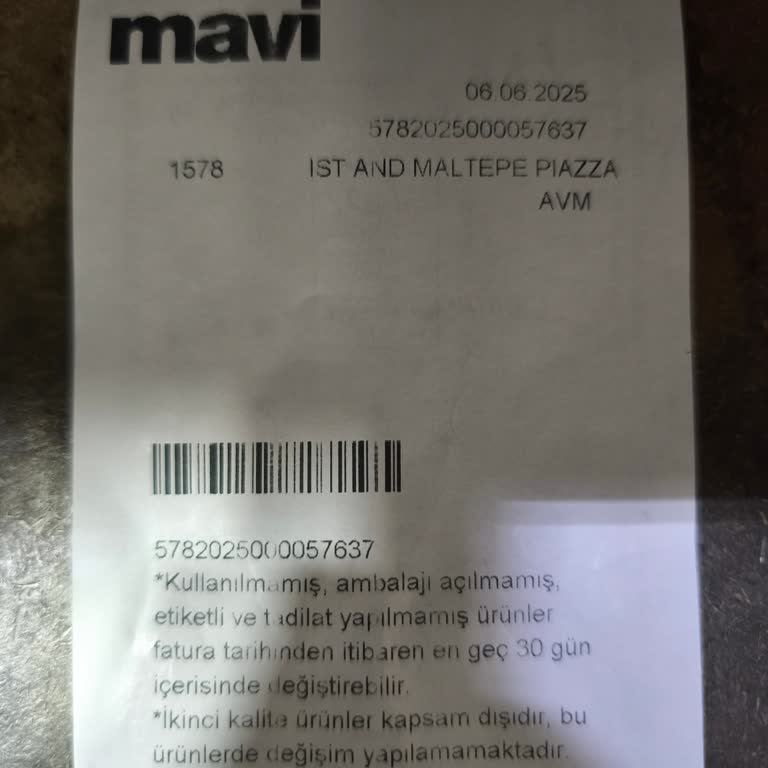 mavi
06.06.2025
5782025000057637
1578 IST AND MALTEPE PIAZZA
AVM
5782025000057637
*Kullanılmamış, ambalajı açılmamış,
etiketli ve tadilat yapılmamış ürünler
fatura tarihinden itibaren en geç 30 gün
içerisinde değiştirebilir.
*İkinci kalite ürünler kapsam dışıdır, bu
ürünlerde değişim yapılamamaktadır.